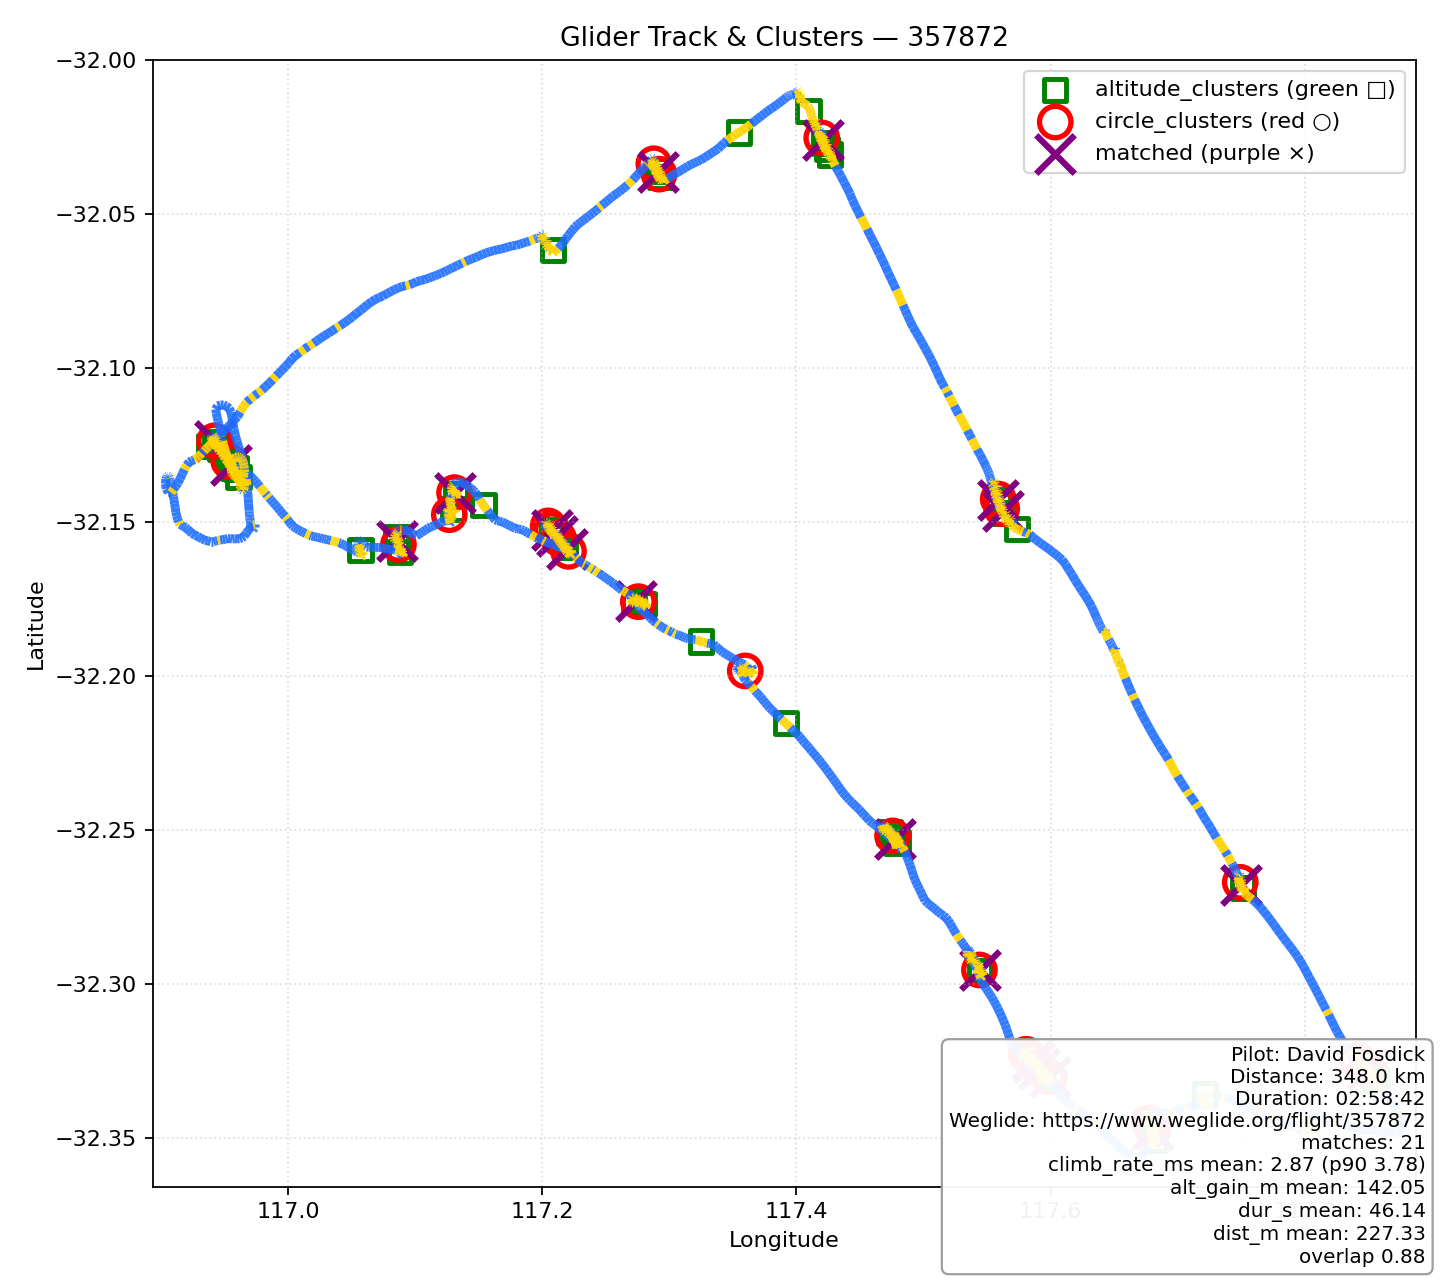 Glider Track & Clusters — 357872
altitude_clusters (green □)
circle_clusters (red ○)
matched (purple ×)
−32.00
−32.05
−32.10
−32.15
−32.20
−32.25
−32.30
−32.35
Latitude
117.0
117.2
117.4
117.6
Longitude
Pilot: David Fosdick
Distance: 348.0 km
Duration: 02:58:42
Weglide: https://www.weglide.org/flight/357872
matches: 21
climb_rate_ms mean: 2.87 (p90 3.78)
alt_gain_m mean: 142.05
dur_s mean: 46.14
dist_m mean: 227.33
overlap 0.88